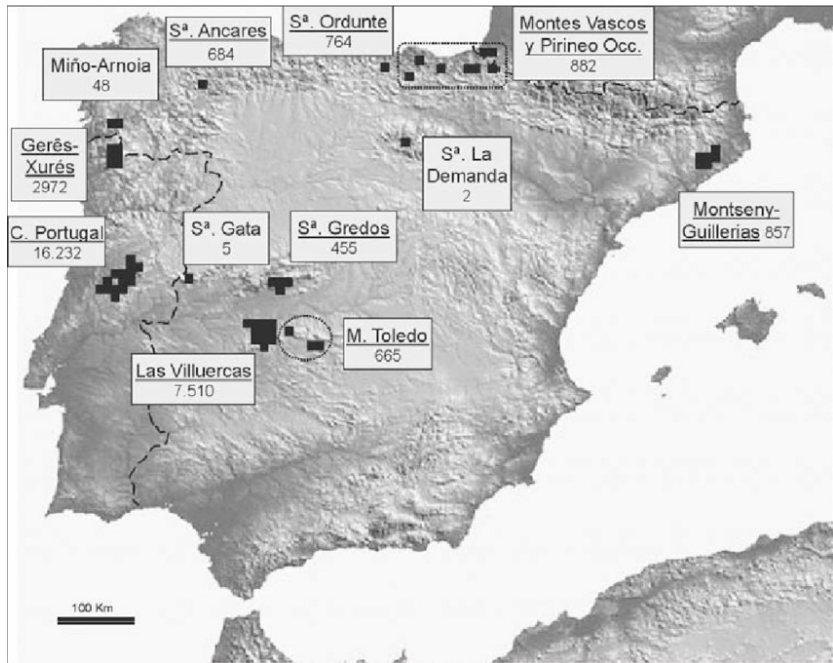 Sª. Ancares
684
Sª. Ordunte
764
Montes Vascos
y Pirineo Occ.
882
Miño-Arnoia
48
Gerês-
Xurés
2972
Sª. La
Demanda
2
Montseny-
Guillerias 857
C. Portugal
16.232
Sª. Gata
5
Sª. Gredos
455
M. Toledo
665
Las Villuercas
7.510
100 Km